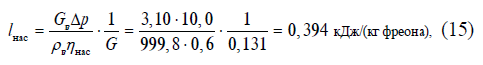 l_нас = (G_в Δp)/(ρ_в η_нас) · 1/G = (3,10·10,0)/(999,8·0,6) · 1/0,131 = 0,394 кДж/(кг фреона), (15)